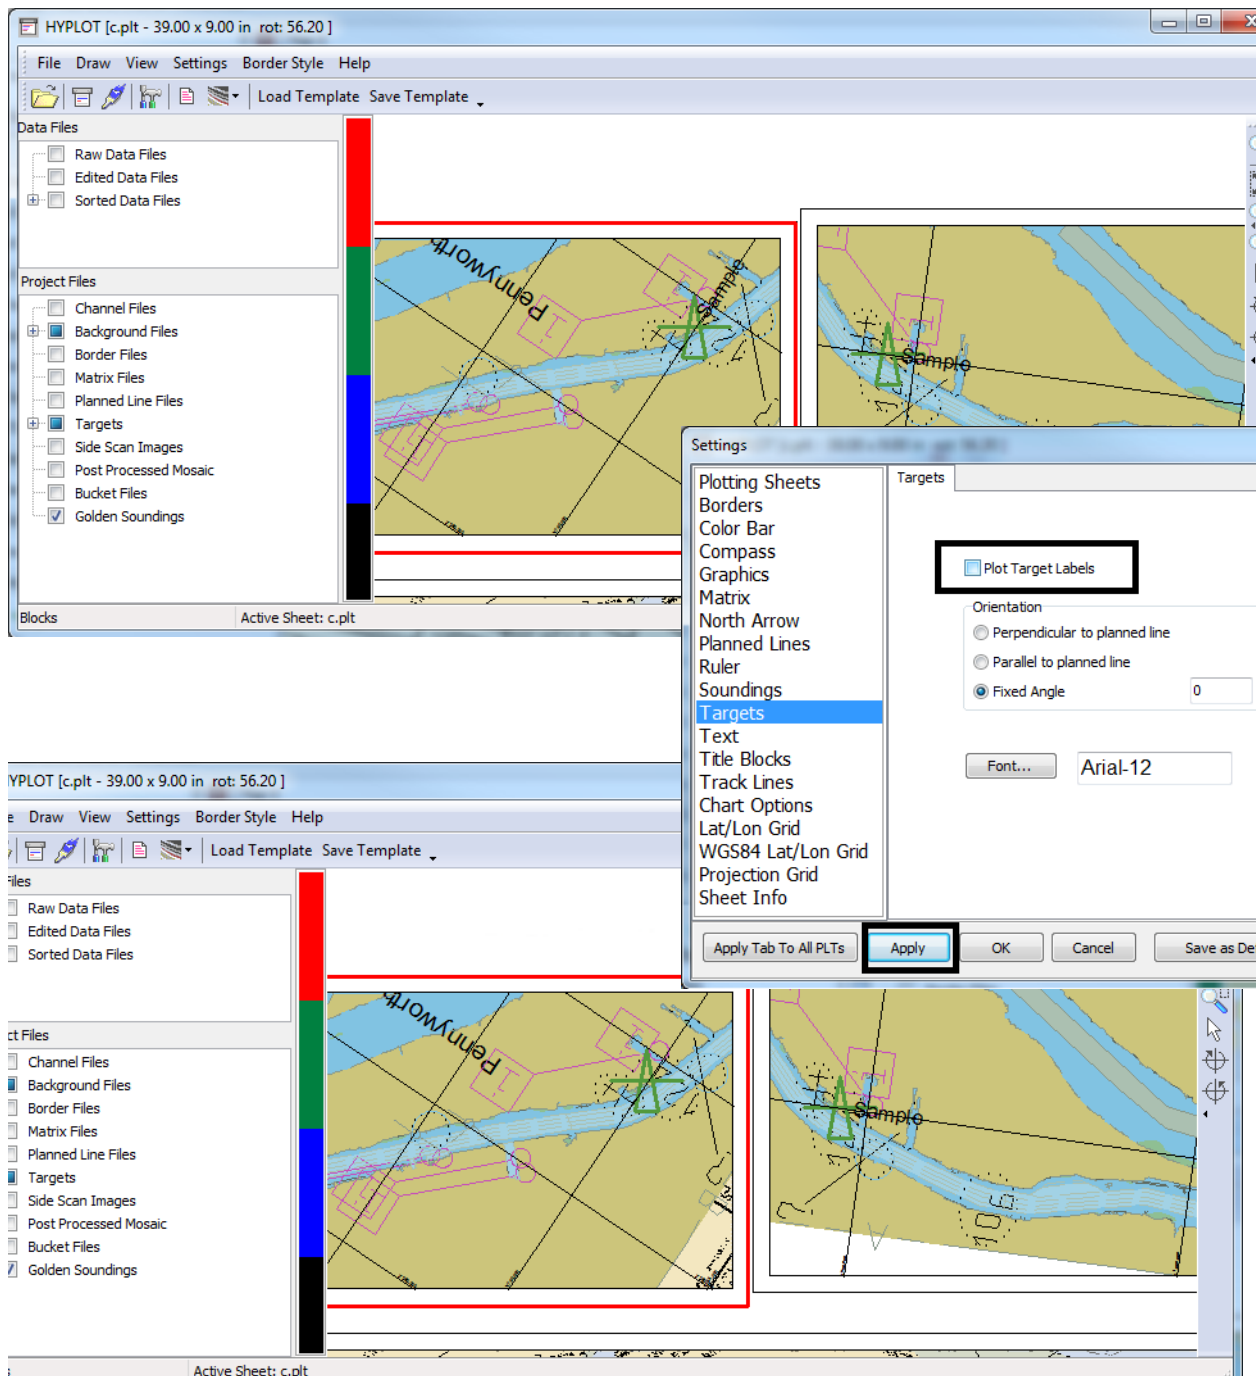 HYPLOT [c.plt - 39.00 x 9.00 in  rot: 56.20 ]
File Draw View Settings Border Style Help
Load Template Save Template
Data Files
Raw Data Files
Edited Data Files
Sorted Data Files
Project Files
Channel Files
Background Files
Border Files
Matrix Files
Planned Line Files
Targets
Side Scan Images
Post Processed Mosaic
Bucket Files
Golden Soundings
Pennyworth
Sample
Sample
Blocks Active Sheet: c.plt
Settings
Plotting Sheets
Borders
Color Bar
Compass
Graphics
Matrix
North Arrow
Planned Lines
Ruler
Soundings
Targets
Text
Title Blocks
Track Lines
Chart Options
Lat/Lon Grid
WGS84 Lat/Lon Grid
Projection Grid
Sheet Info
Targets
Plot Target Labels
Orientation
Perpendicular to planned line
Parallel to planned line
Fixed Angle 0
Font... Arial-12
Apply Tab To All PLTs Apply OK Cancel Save as De
YPLOT [c.plt - 39.00 x 9.00 in  rot: 56.20 ]
e Draw View Settings Border Style Help
Load Template Save Template
Files
Raw Data Files
Edited Data Files
Sorted Data Files
ct Files
Channel Files
Background Files
Border Files
Matrix Files
Planned Line Files
Targets
Side Scan Images
Post Processed Mosaic
Bucket Files
Golden Soundings
Pennyworth
Sample
106
s Active Sheet: c.plt